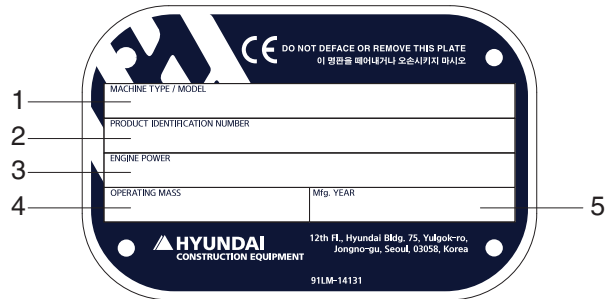 CE DO NOT DEFACE OR REMOVE THIS PLATE
이 명판을 떼어내거나 오손시키지 마시오
1 MACHINE TYPE / MODEL
2 PRODUCT IDENTIFICATION NUMBER
3 ENGINE POWER
4 OPERATING MASS Mfg. YEAR 5
HYUNDAI
CONSTRUCTION EQUIPMENT
12th Fl., Hyundai Bldg. 75, Yulgok-ro,
Jongno-gu, Seoul, 03058, Korea
91LM-14131